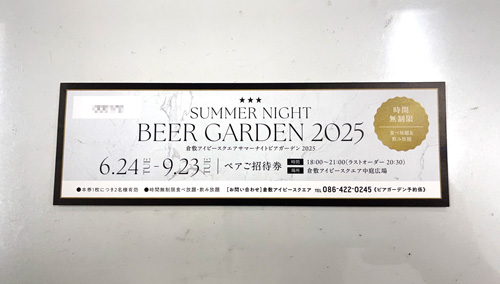 ★★★
SUMMER NIGHT
BEER GARDEN 2025
倉敷アイビースクエアサマーナイトビアガーデン2025
6.24 TUE – 9.23 TUE ペアご招待券
時間 18:00~21:00(ラストオーダー 20:30)
場所 倉敷アイビースクエア中庭広場
時間
無制限
食べ放題&
飲み放題
●本券1枚につき2名様有効 ●時間無制限食べ放題・飲み放題 【お問い合わせ】倉敷アイビースクエア TEL 086-422-0245《ビアガーデン予約係》